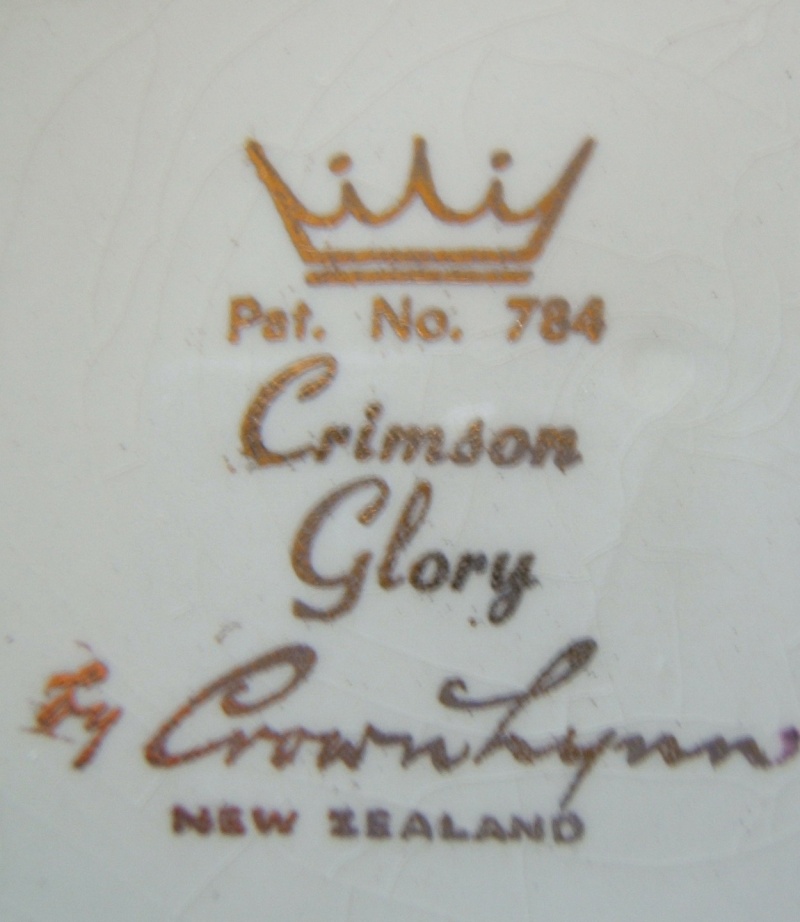 Pat. No. 784
Crimson
Glory
by Crown Lynn
NEW ZEALAND